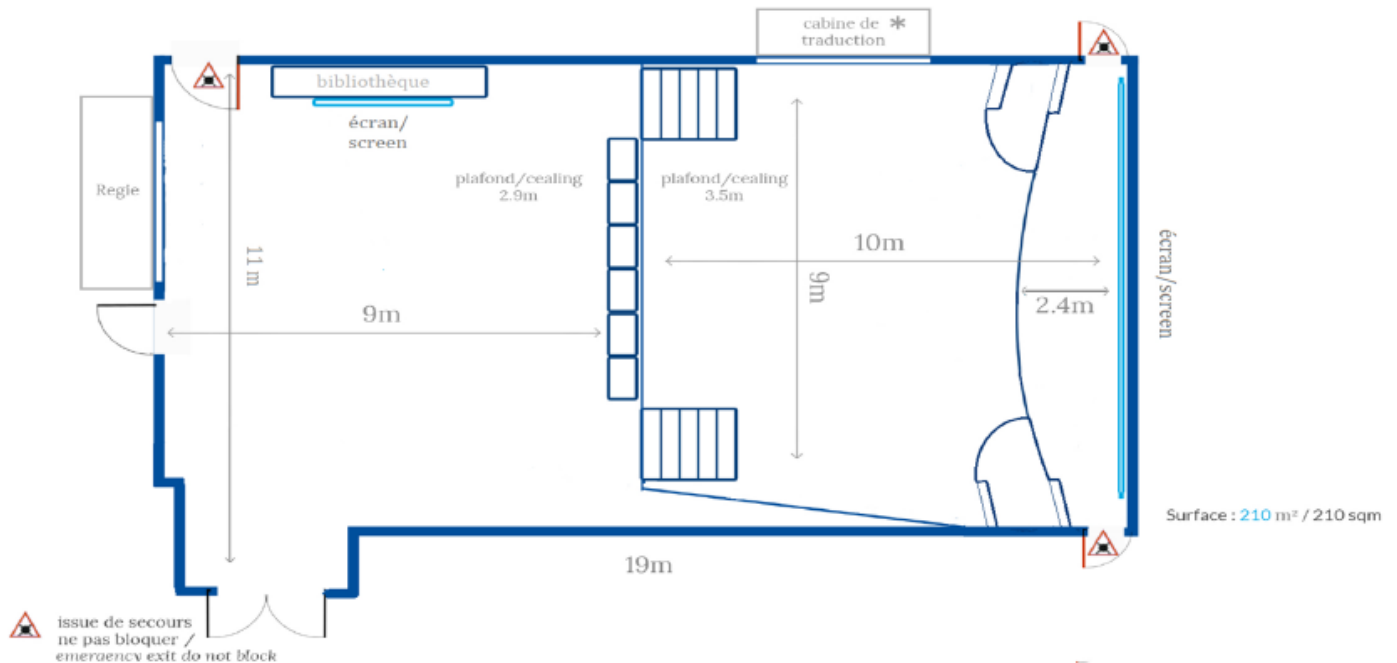 cabine de *
traduction
bibliothèque
écran/
screen
Regie
plafond/cealing
2.9m
plafond/cealing
3.5m
11 m
9m
10m
9m
2.4m
écran/screen
Surface : 210 m² / 210 sqm
19m
issue de secours
ne pas bloquer /
emergency exit do not block